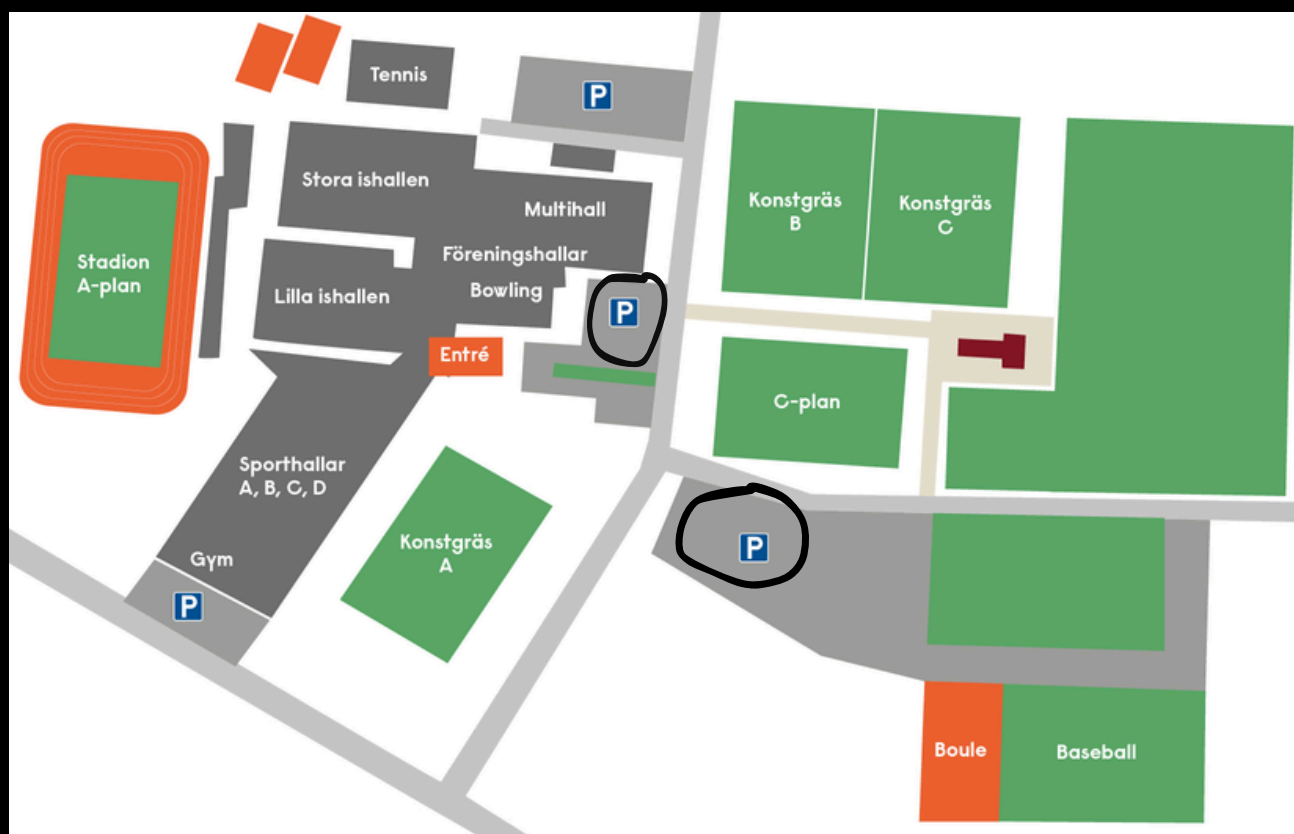 Tennis
P
Stora ishallen
Multihall
Konstgräs
B
Konstgräs
C
Föreningshallar
Stadion
A-plan
Lilla ishallen
Bowling
P
Entré
C-plan
Sporthallar
A, B, C, D
Konstgräs
A
P
Gym
P
Boule
Baseball